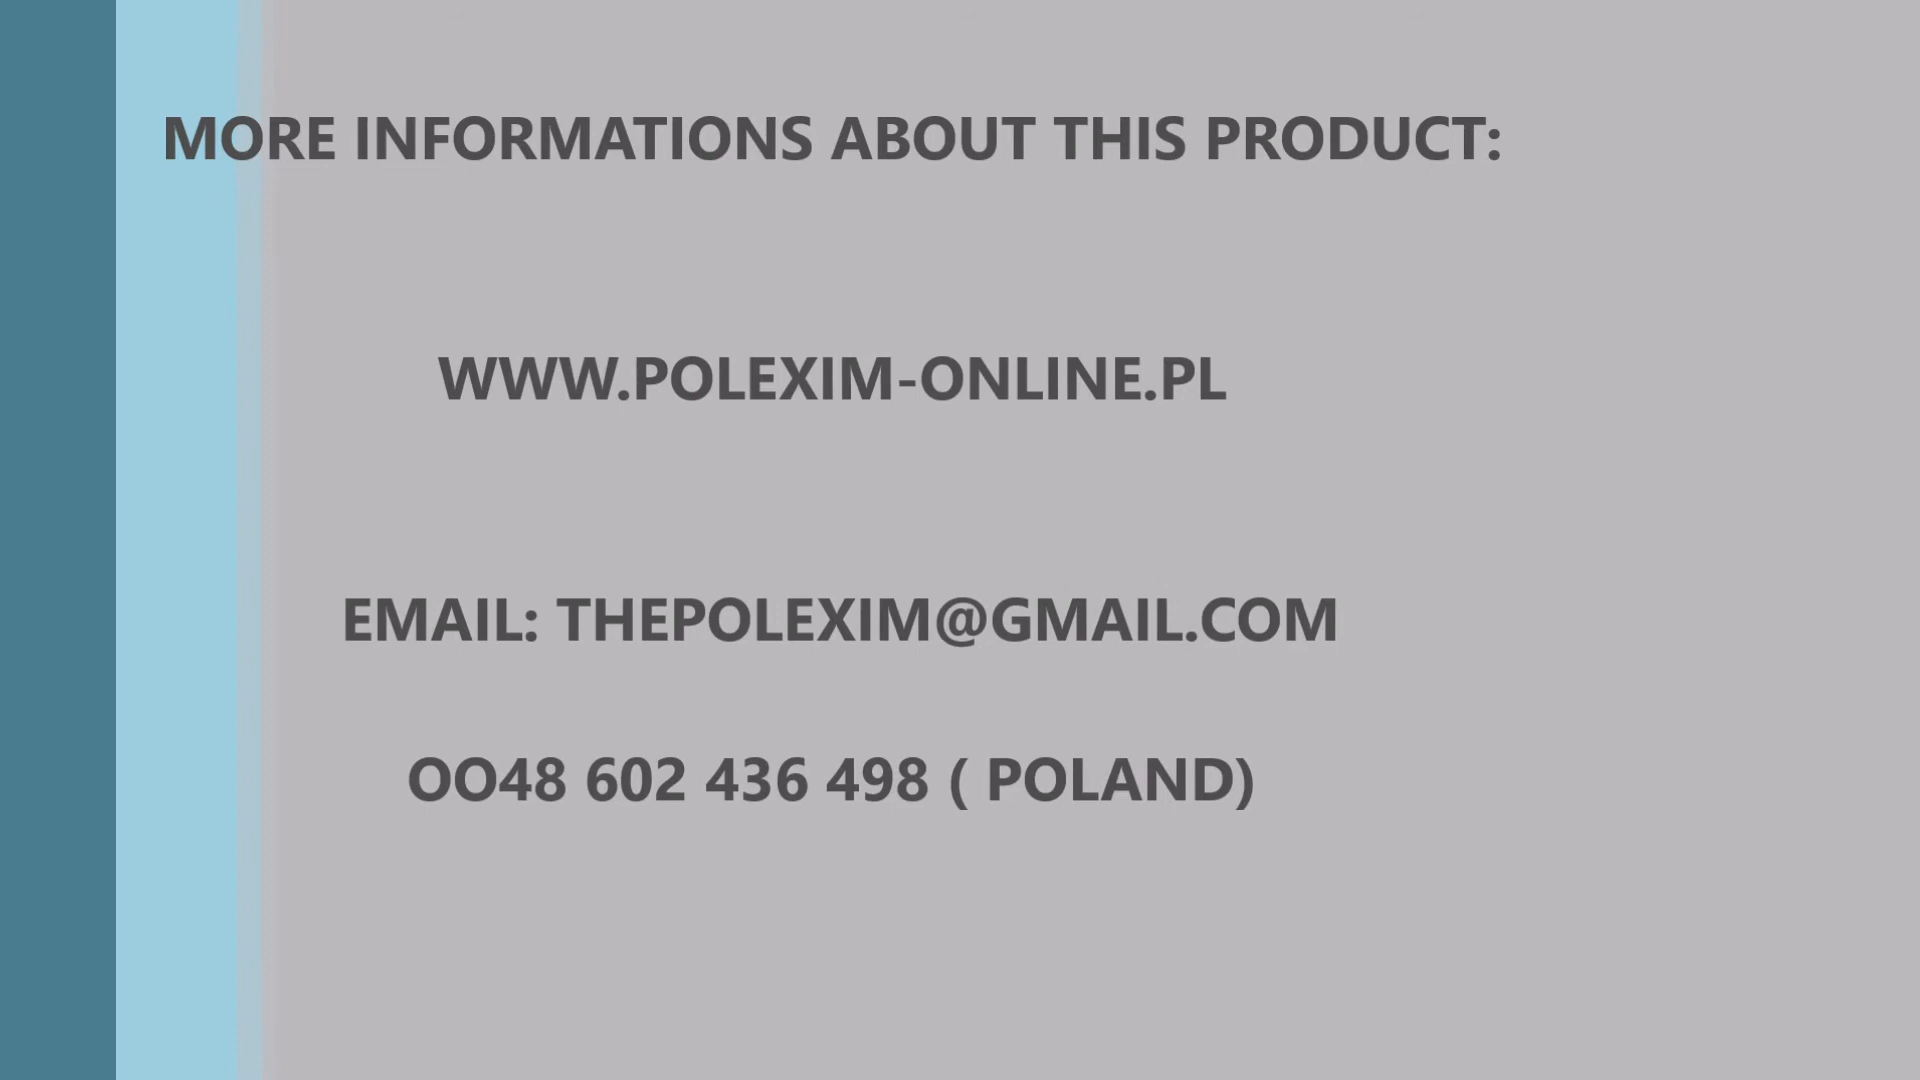 MORE INFORMATIONS ABOUT THIS PRODUCT:
WWW.POLEXIM-ONLINE.PL
EMAIL: THEPOLEXIM@GMAIL.COM
OO48 602 436 498 ( POLAND)